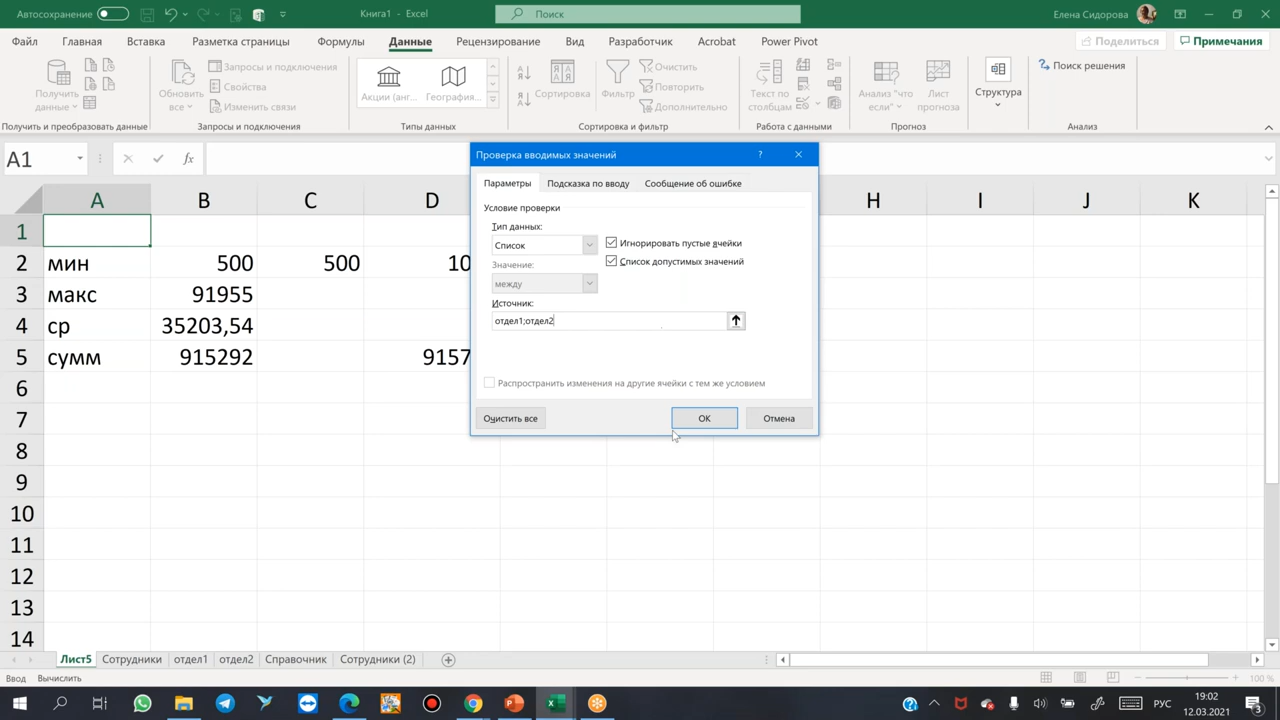 Автосохранение
Книга1 - Excel
Поиск
Елена Сидорова
Файл Главная Вставка Разметка страницы Формулы Данные Рецензирование Вид Разработчик Acrobat Power Pivot
Поделиться
Примечания
Получить данные
Обновить все
Запросы и подключения
Свойства
Изменить связи
Акции (анг...
География...
Сортировка
Фильтр
Очистить
Повторить
Дополнительно
Текст по столбцам
Анализ "что если"
Лист прогноза
Структура
Поиск решения
Получить и преобразовать данные
Запросы и подключения
Типы данных
Сортировка и фильтр
Работа с данными
Прогноз
Анализ
A1
fx
Проверка вводимых значений
?
Параметры Подсказка по вводу Сообщение об ошибке
Условие проверки
Тип данных:
Список
Игнорировать пустые ячейки
Список допустимых значений
Значение:
между
Источник:
отдел1;отдел2
Распространить изменения на другие ячейки с тем же условием
Очистить все
ОК
Отмена
A B C D H I J K
1
2 мин 500 500 10
3 макс 91955
4 ср 35203,54
5 сумм 915292 9157
6
7
8
9
10
11
12
13
14
Лист5 Сотрудники отдел1 отдел2 Справочник Сотрудники (2)
Ввод Вычислить
100 %
РУС
19:02
12.03.2021
3